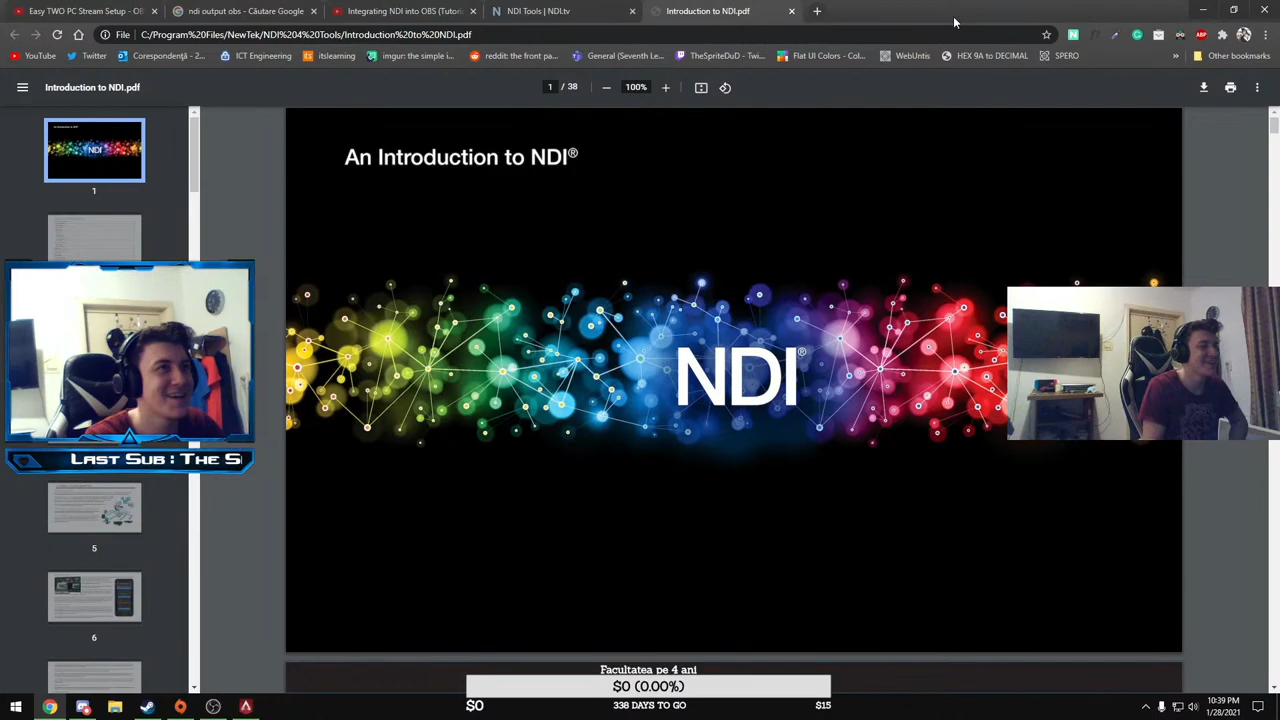 Easy TWO PC Stream Setup - OB
ndi output obs - Căutare Google
Integrating NDI into OBS (Tutori
NDI Tools | NDI.tv
Introduction to NDI.pdf
File
C:/Program%20Files/NewTek/NDI%204%20Tools/Introduction%20to%20NDI.pdf
YouTube
Twitter
Corespondență - 2...
ICT Engineering
itslearning
imgur: the simple i...
reddit: the front pa...
General (Seventh Le...
TheSpriteDuD - Twi...
Flat UI Colors - Col...
WebUntis
HEX 9A to DECIMAL
SPERO
»
Other bookmarks
Introduction to NDI.pdf
1 / 38
100%
An Introduction to NDI®
NDI®
1
LAST SUB : THE S
5
6
Facultatea pe 4 ani
$0 (0.00%)
$0
338 DAYS TO GO
$15
10:39 PM
1/28/2021